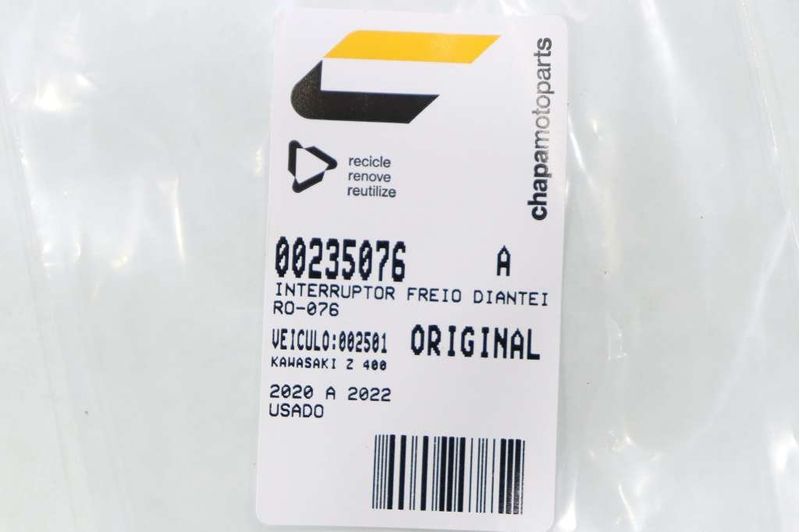 chapamotoparts
recicle
renove
reutilize
00235076 A
INTERRUPTOR FREIO DIANTEI
RO-076
VEICULO:002501 ORIGINAL
KAWASAKI Z 400
2020 A 2022
USADO